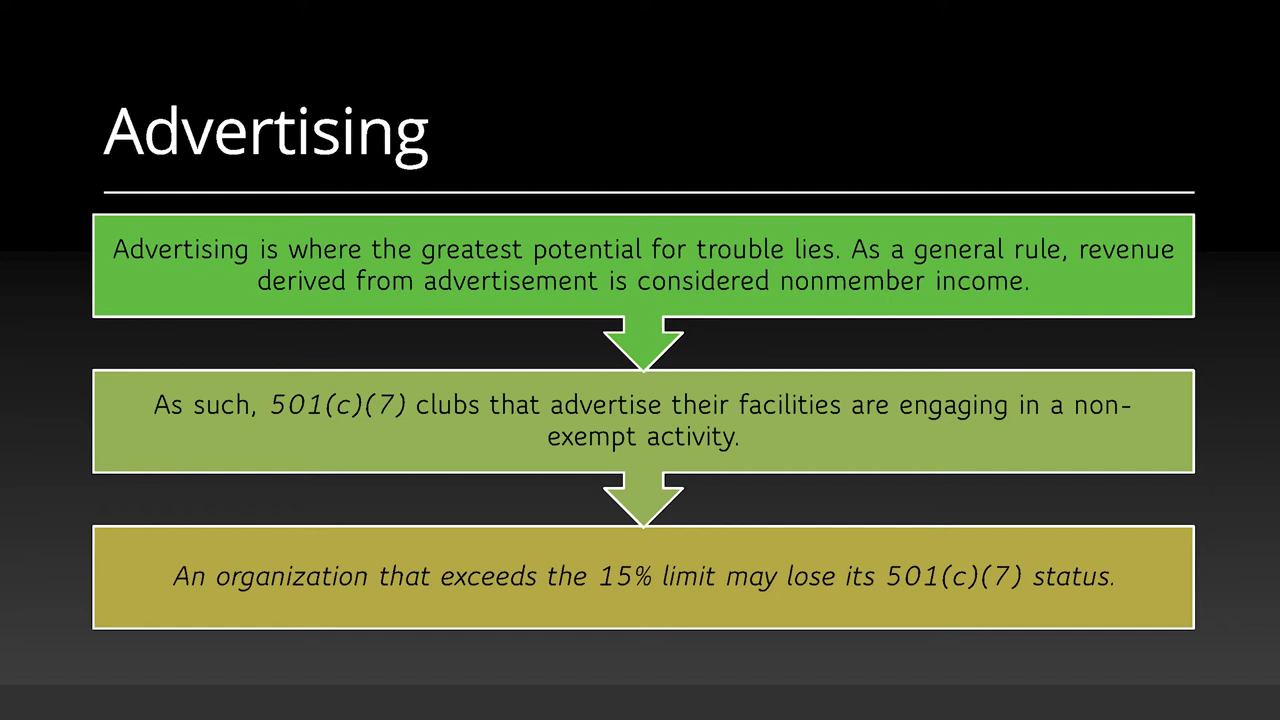 Advertising
Advertising is where the greatest potential for trouble lies. As a general rule, revenue
derived from advertisement is considered nonmember income.
As such, 501(c)(7) clubs that advertise their facilities are engaging in a non-
exempt activity.
An organization that exceeds the 15% limit may lose its 501(c)(7) status.